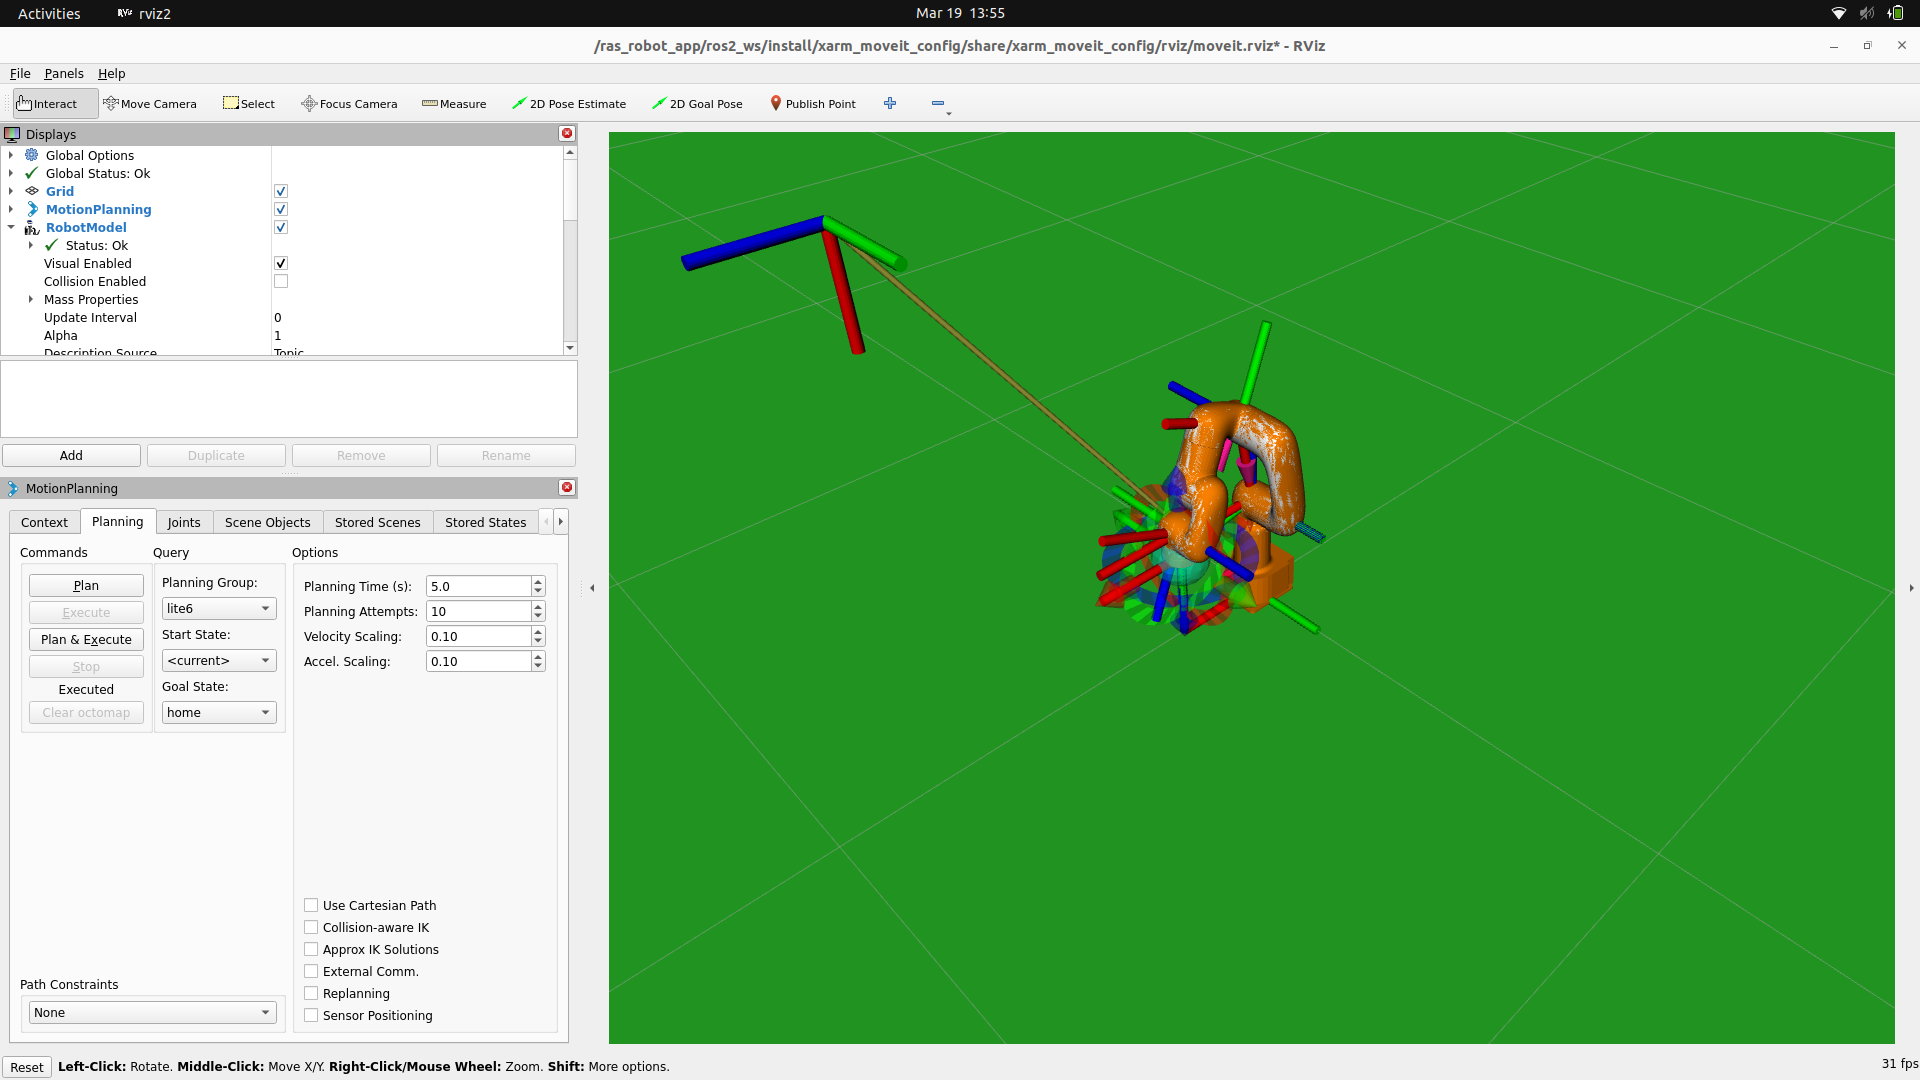 Activities RViz rviz2 Mar 19 13:55
/ras_robot_app/ros2_ws/install/xarm_moveit_config/share/xarm_moveit_config/rviz/moveit.rviz* - RViz
File Panels Help
Interact Move Camera Select Focus Camera Measure 2D Pose Estimate 2D Goal Pose Publish Point
Displays
Global Options
Global Status: Ok
Grid
MotionPlanning
RobotModel
Status: Ok
Visual Enabled
Collision Enabled
Mass Properties
Update Interval 0
Alpha 1
Description Source Topic
Add Duplicate Remove Rename
MotionPlanning
Context Planning Joints Scene Objects Stored Scenes Stored States
Commands
Plan
Execute
Plan & Execute
Stop
Executed
Clear octomap
Query
Planning Group:
lite6
Start State:
<current>
Goal State:
home
Options
Planning Time (s): 5.0
Planning Attempts: 10
Velocity Scaling: 0.10
Accel. Scaling: 0.10
Use Cartesian Path
Collision-aware IK
Approx IK Solutions
External Comm.
Replanning
Sensor Positioning
Path Constraints
None
Reset Left-Click: Rotate. Middle-Click: Move X/Y. Right-Click/Mouse Wheel: Zoom. Shift: More options. 31 fps